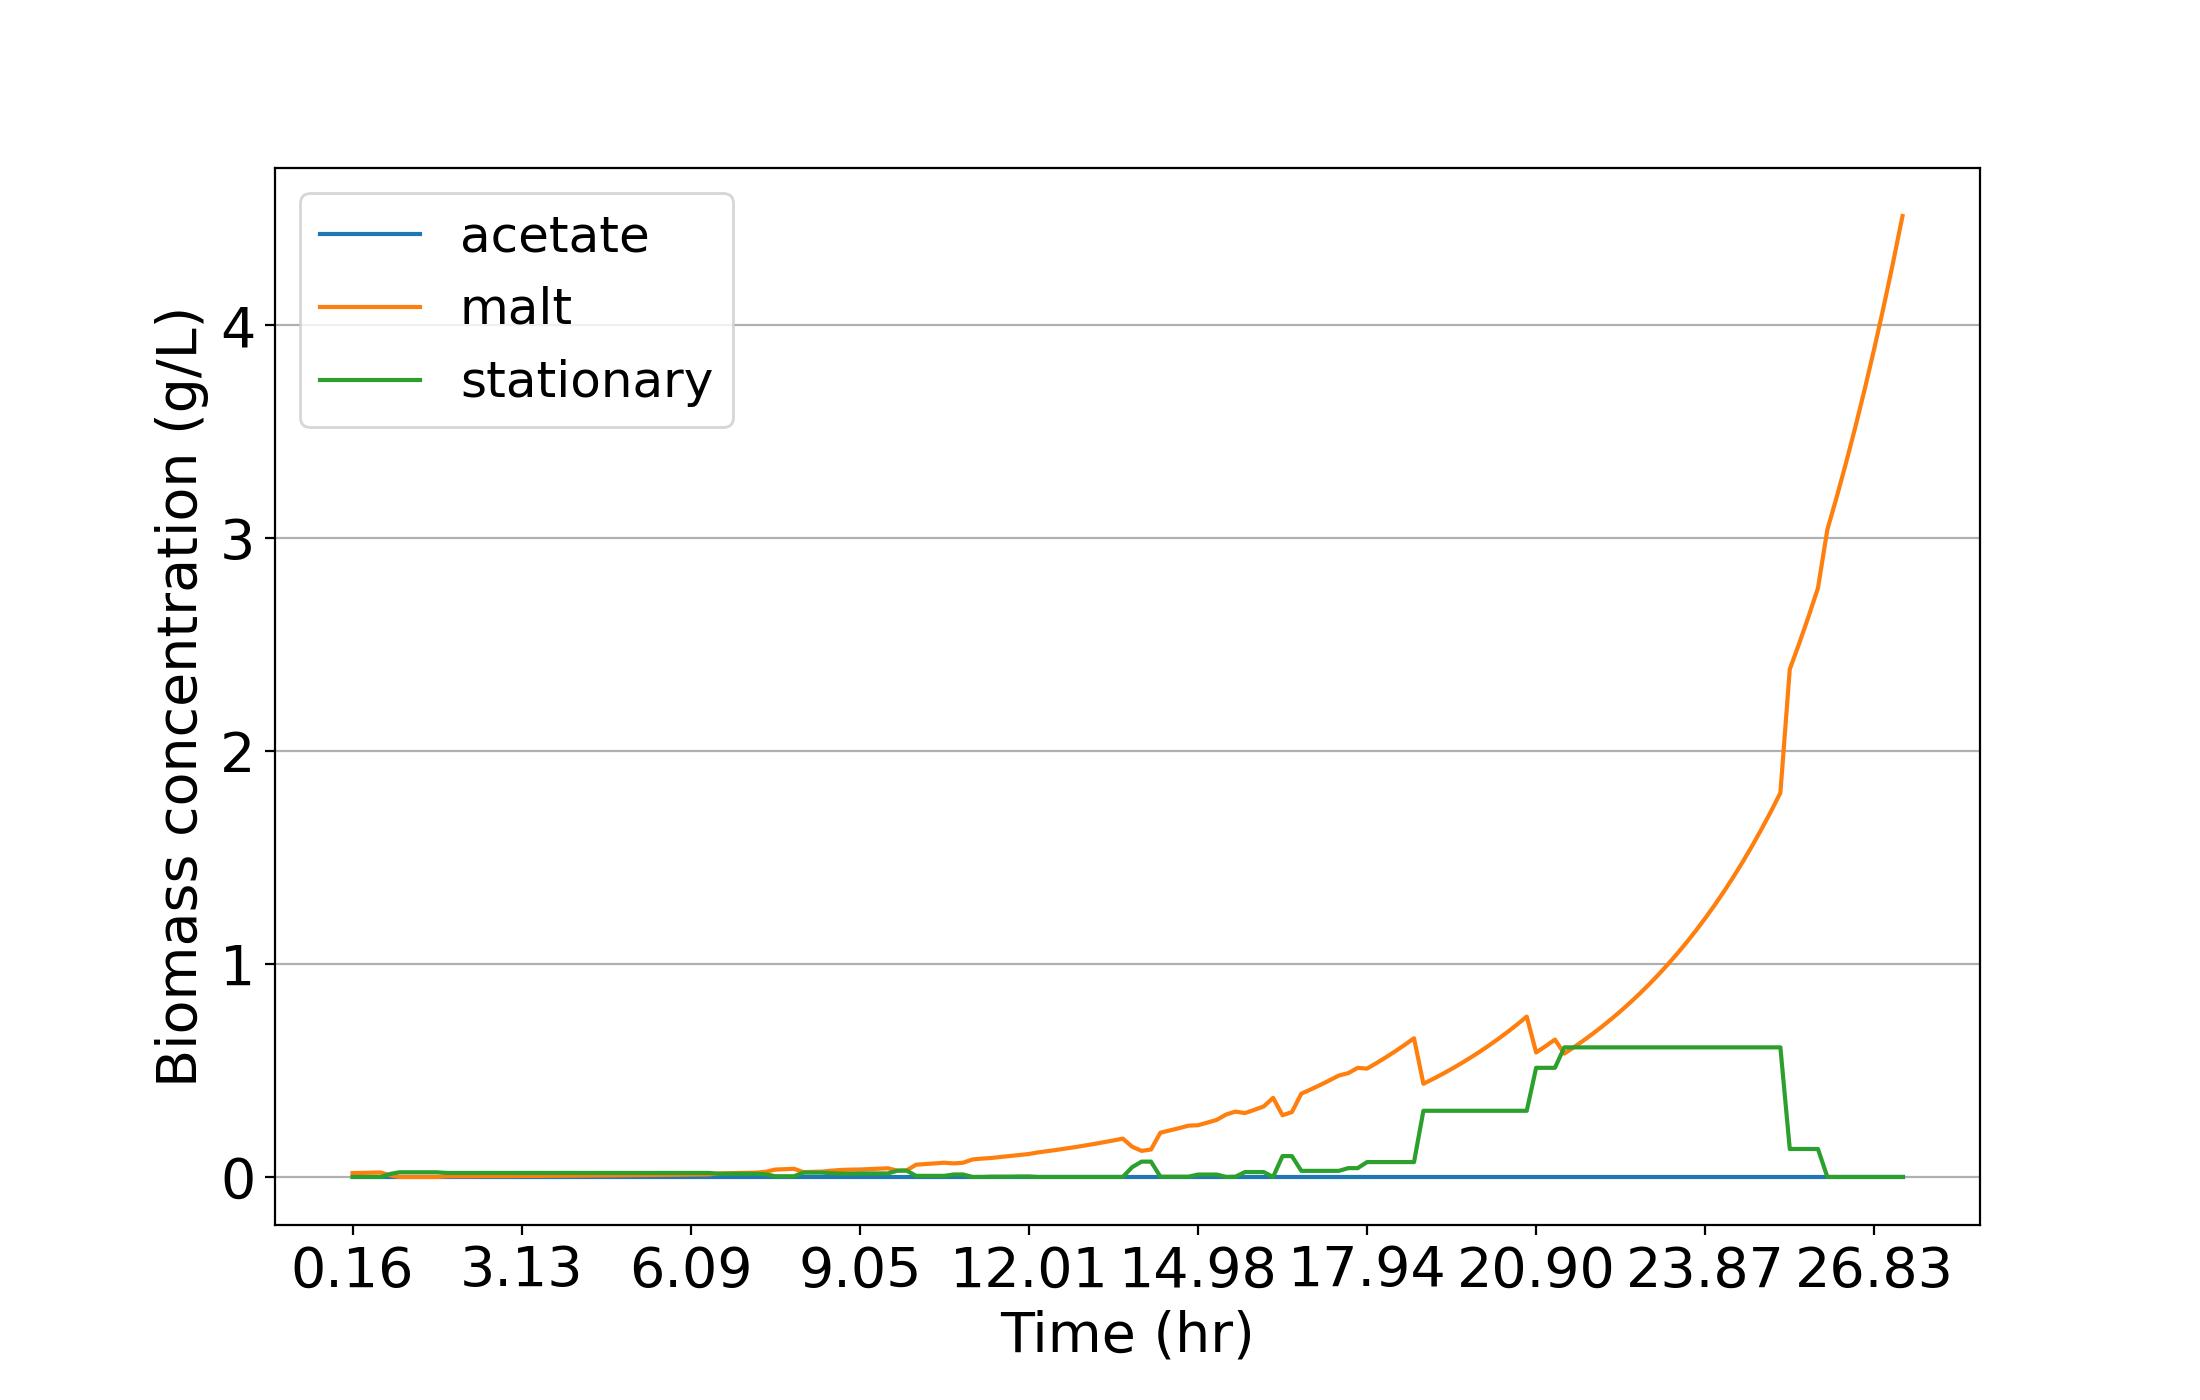 acetate
malt
stationary
Biomass concentration (g/L)
4
3
2
1
0
0.16 3.13 6.09 9.05 12.01 14.98 17.94 20.90 23.87 26.83
Time (hr)